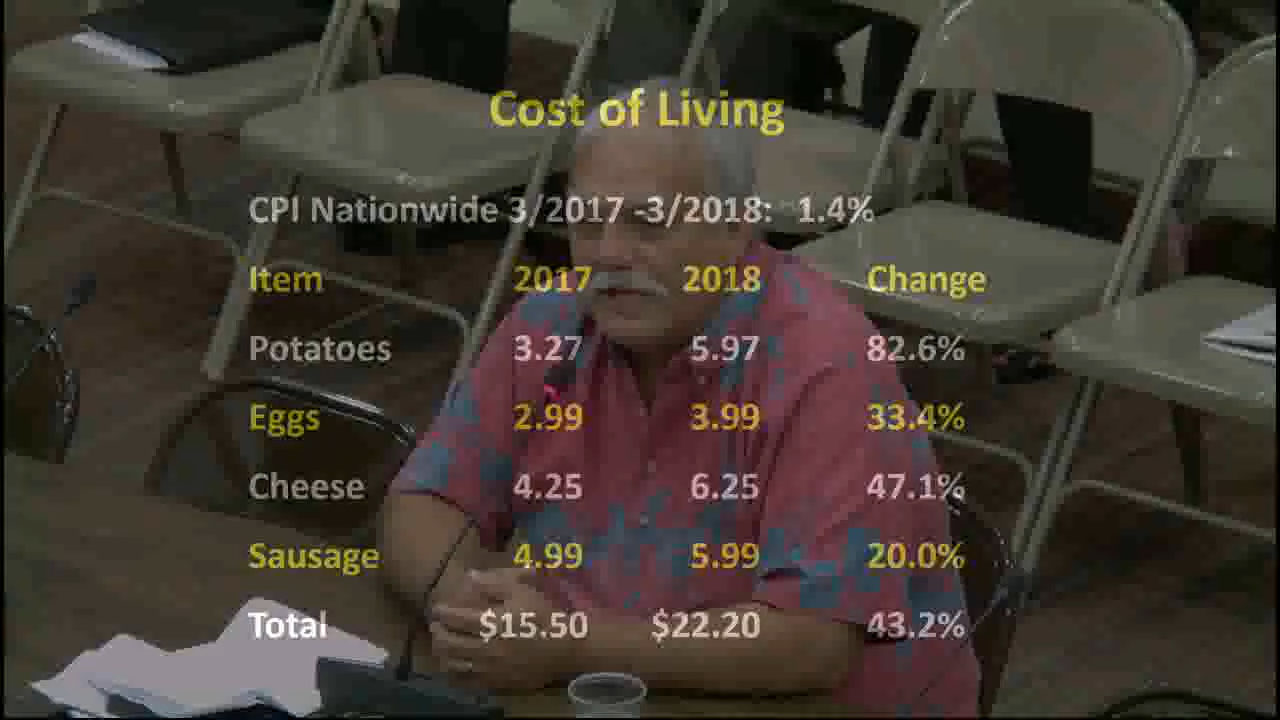 Cost of Living
CPI Nationwide 3/2017 -3/2018: 1.4%
Item 2017 2018 Change
Potatoes 3.27 5.97 82.6%
Eggs 2.99 3.99 33.4%
Cheese 4.25 6.25 47.1%
Sausage 4.99 5.99 20.0%
Total $15.50 $22.20 43.2%